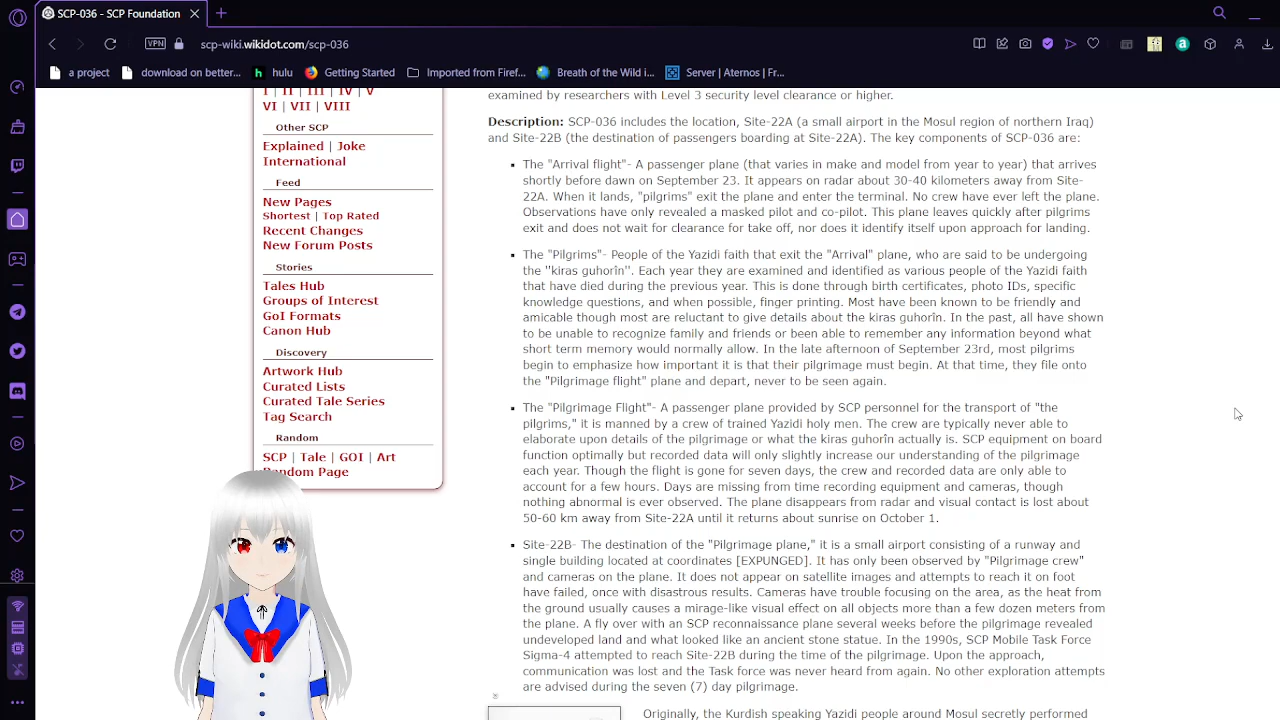 SCP-036 - SCP Foundation
VPN
scp-wiki.wikidot.com/scp-036
a project
download on better...
hulu
Getting Started
Imported from Firef...
Breath of the Wild i...
Server | Aternos | Fr...
I | II | III | IV | V
VI | VII | VIII
Other SCP
Explained | Joke
International
Feed
New Pages
Shortest | Top Rated
Recent Changes
New Forum Posts
Stories
Tales Hub
Groups of Interest
GoI Formats
Canon Hub
Discovery
Artwork Hub
Curated Lists
Curated Tale Series
Tag Search
Random
SCP | Tale | GOI | Art
Random Page
examined by researchers with Level 3 security level clearance or higher.
Description: SCP-036 includes the location, Site-22A (a small airport in the Mosul region of northern Iraq)
and Site-22B (the destination of passengers boarding at Site-22A). The key components of SCP-036 are:
The "Arrival flight"- A passenger plane (that varies in make and model from year to year) that arrives
shortly before dawn on September 23. It appears on radar about 30-40 kilometers away from Site-
22A. When it lands, "pilgrims" exit the plane and enter the terminal. No crew have ever left the plane.
Observations have only revealed a masked pilot and co-pilot. This plane leaves quickly after pilgrims
exit and does not wait for clearance for take off, nor does it identify itself upon approach for landing.
The "Pilgrims"- People of the Yazidi faith that exit the "Arrival" plane, who are said to be undergoing
the ''kiras guhorîn''. Each year they are examined and identified as various people of the Yazidi faith
that have died during the previous year. This is done through birth certificates, photo IDs, specific
knowledge questions, and when possible, finger printing. Most have been known to be friendly and
amicable though most are reluctant to give details about the kiras guhorîn. In the past, all have shown
to be unable to recognize family and friends or been able to remember any information beyond what
short term memory would normally allow. In the late afternoon of September 23rd, most pilgrims
begin to emphasize how important it is that their pilgrimage must begin. At that time, they file onto
the "Pilgrimage flight" plane and depart, never to be seen again.
The "Pilgrimage Flight"- A passenger plane provided by SCP personnel for the transport of "the
pilgrims," it is manned by a crew of trained Yazidi holy men. The crew are typically never able to
elaborate upon details of the pilgrimage or what the kiras guhorîn actually is. SCP equipment on board
function optimally but recorded data will only slightly increase our understanding of the pilgrimage
each year. Though the flight is gone for seven days, the crew and recorded data are only able to
account for a few hours. Days are missing from time recording equipment and cameras, though
nothing abnormal is ever observed. The plane disappears from radar and visual contact is lost about
50-60 km away from Site-22A until it returns about sunrise on October 1.
Site-22B- The destination of the "Pilgrimage plane," it is a small airport consisting of a runway and
single building located at coordinates [EXPUNGED]. It has only been observed by "Pilgrimage crew"
and cameras on the plane. It does not appear on satellite images and attempts to reach it on foot
have failed, once with disastrous results. Cameras have trouble focusing on the area, as the heat from
the ground usually causes a mirage-like visual effect on all objects more than a few dozen meters from
the plane. A fly over with an SCP reconnaissance plane several weeks before the pilgrimage revealed
undeveloped land and what looked like an ancient stone statue. In the 1990s, SCP Mobile Task Force
Sigma-4 attempted to reach Site-22B during the time of the pilgrimage. Upon the approach,
communication was lost and the Task force was never heard from again. No other exploration attempts
are advised during the seven (7) day pilgrimage.
Originally, the Kurdish speaking Yazidi people around Mosul secretly performed